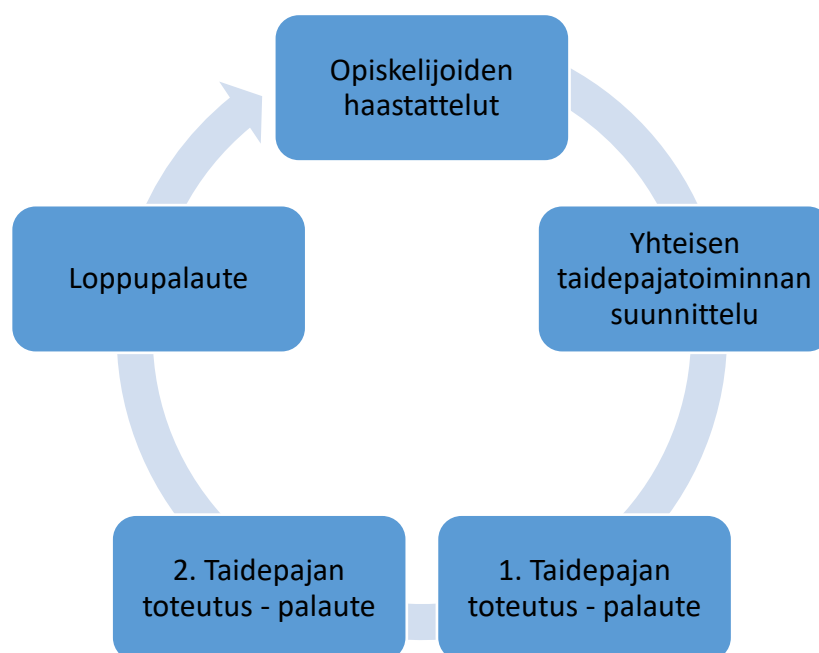 Opiskelijoiden
haastattelut
Yhteisen
taidepajatoiminnan
suunnittelu
1. Taidepajan
toteutus - palaute
2. Taidepajan
toteutus - palaute
Loppupalaute